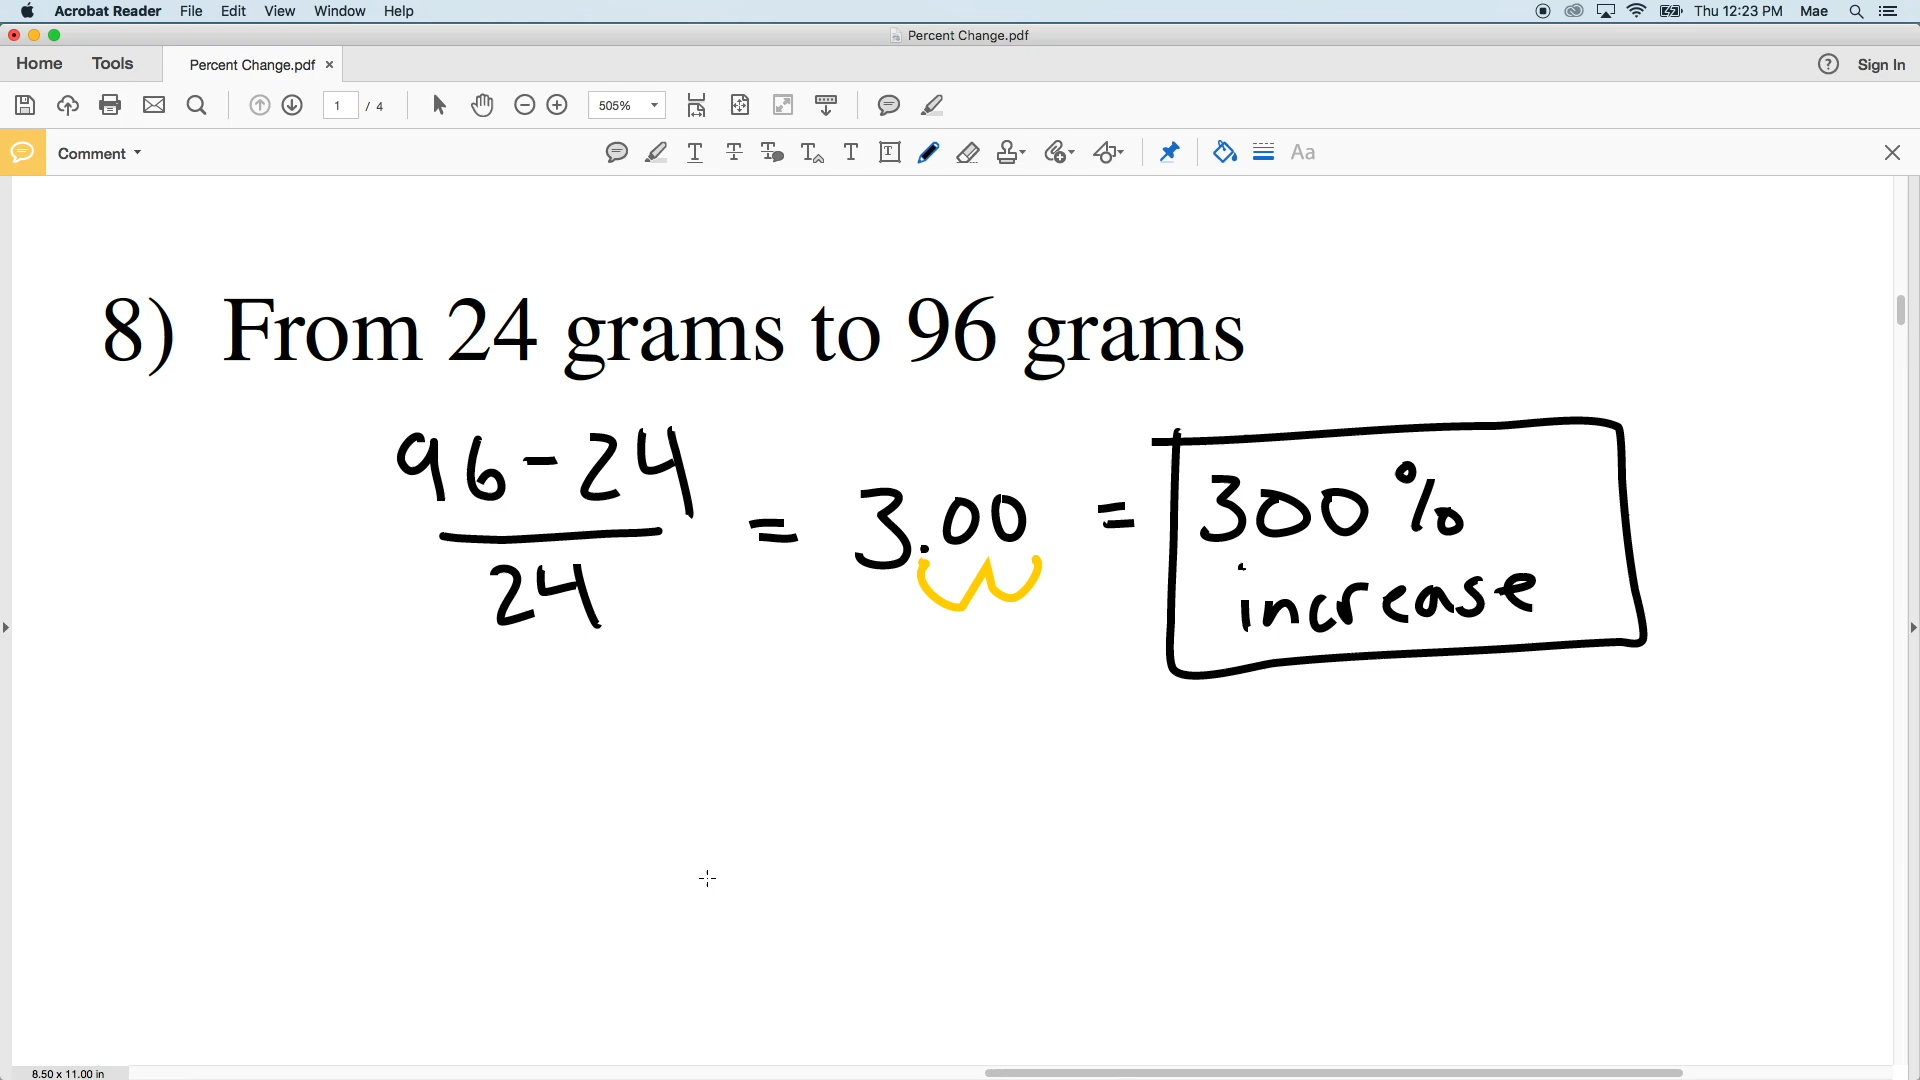 Acrobat Reader File Edit View Window Help Thu 12:23 PM Mae
Percent Change.pdf
Home Tools Percent Change.pdf × ? Sign In
1 / 4 505%
Comment T T T T T T Aa
8) From 24 grams to 96 grams
96-24
24
= 3.00 = 300%
increase
8.50 x 11.00 in